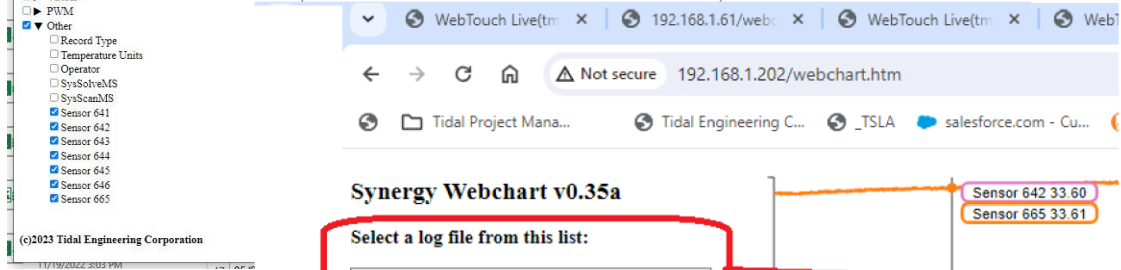 PWM
Other
Record Type
Temperature Units
Operator
SysSolveMS
SysScanMS
Sensor 641
Sensor 642
Sensor 643
Sensor 644
Sensor 645
Sensor 646
Sensor 665
(c)2023 Tidal Engineering Corporation
11/19/2022 3:03 PM
WebTouch Live(tm
192.168.1.61/webc
WebTouch Live(tm
WebT
Not secure 192.168.1.202/webchart.htm
Tidal Project Mana...
Tidal Engineering C...
_TSLA
salesforce.com - Cu...
Synergy Webchart v0.35a
Select a log file from this list:
Sensor 642 33.60
Sensor 665 33.61